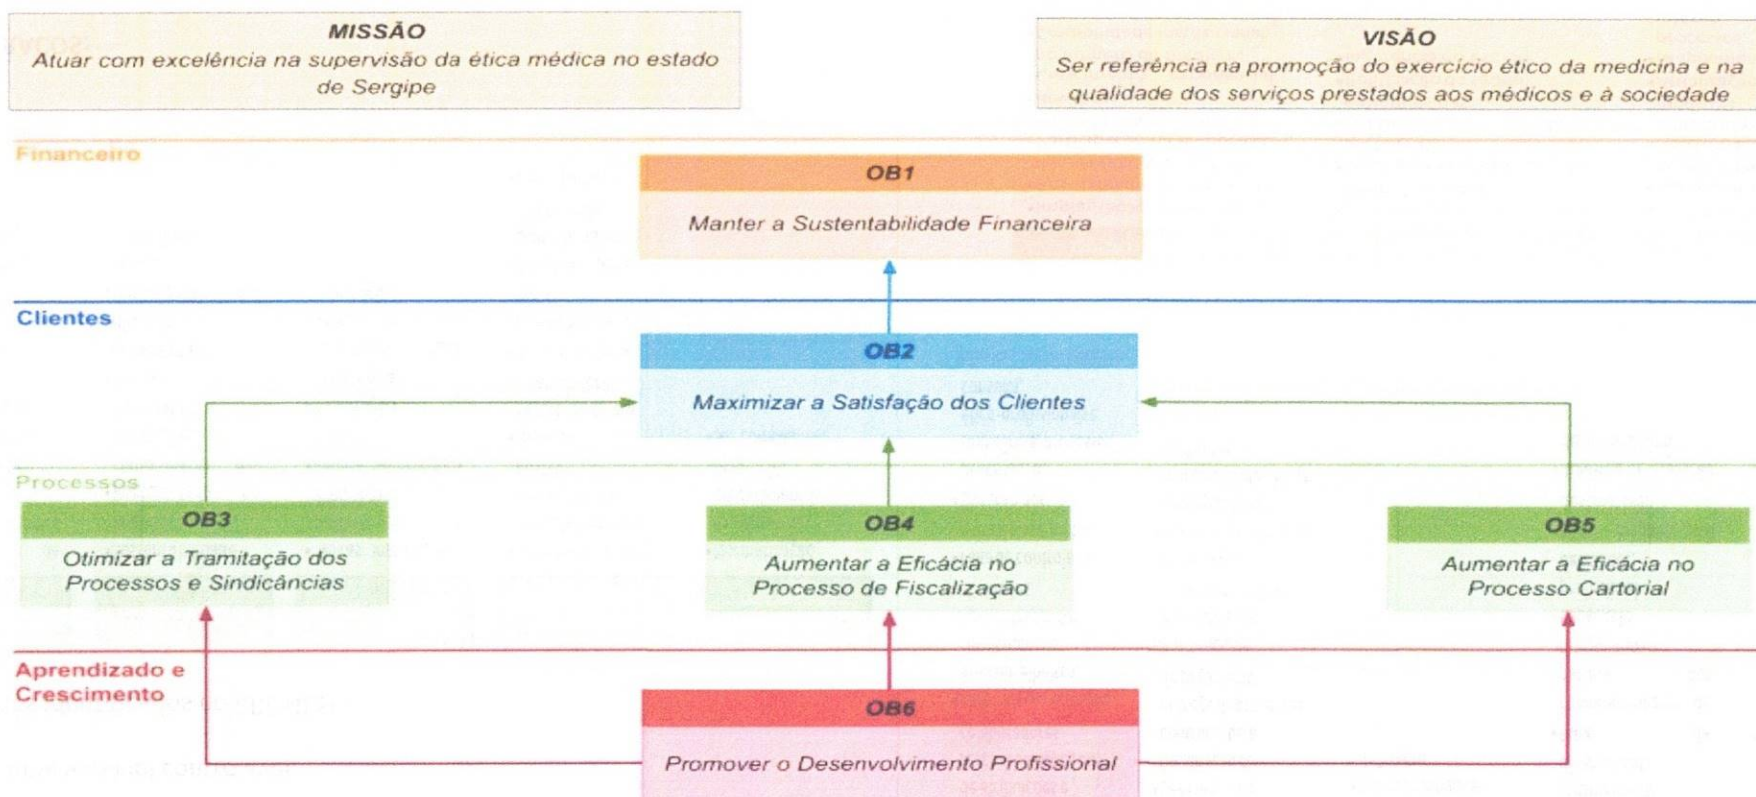 MISSÃO
Atuar com excelência na supervisão da ética médica no estado
de Sergipe
VISÃO
Ser referência na promoção do exercício ético da medicina e na
qualidade dos serviços prestados aos médicos e à sociedade
Financeiro
OB1
Manter a Sustentabilidade Financeira
Clientes
OB2
Maximizar a Satisfação dos Clientes
Processos
OB3
Otimizar a Tramitação dos
Processos e Sindicâncias
OB4
Aumentar a Eficácia no
Processo de Fiscalização
OB5
Aumentar a Eficácia no
Processo Cartorial
Aprendizado e
Crescimento
OB6
Promover o Desenvolvimento Profissional